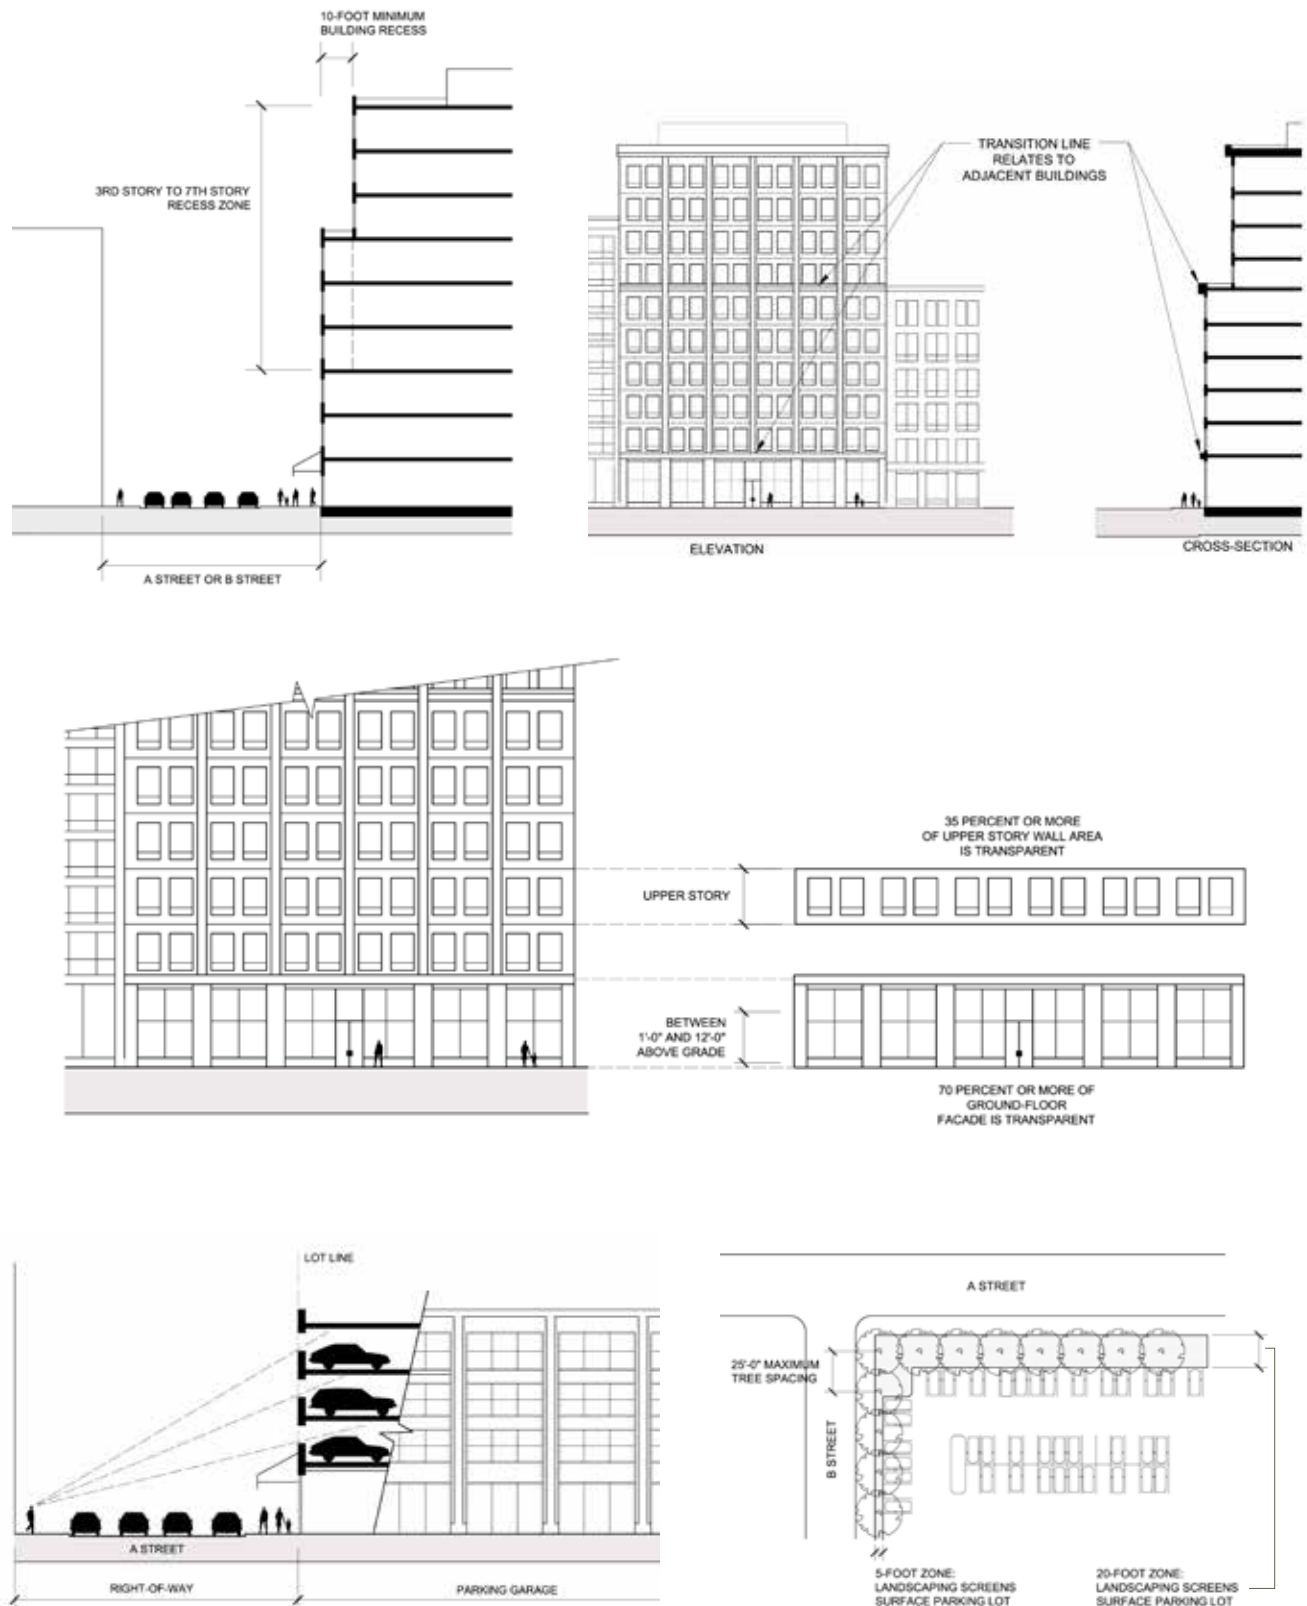 10-FOOT MINIMUM
BUILDING RECESS
3RD STORY TO 7TH STORY
RECESS ZONE
A STREET OR B STREET
TRANSITION LINE
RELATES TO
ADJACENT BUILDINGS
ELEVATION
CROSS-SECTION
UPPER STORY
35 PERCENT OR MORE
OF UPPER STORY WALL AREA
IS TRANSPARENT
BETWEEN
1'-0" AND 12'-0"
ABOVE GRADE
70 PERCENT OR MORE OF
GROUND-FLOOR
FACADE IS TRANSPARENT
LOT LINE
A STREET
RIGHT-OF-WAY
PARKING GARAGE
A STREET
25'-0" MAXIMUM
TREE SPACING
B STREET
5-FOOT ZONE:
LANDSCAPING SCREENS
SURFACE PARKING LOT
20-FOOT ZONE:
LANDSCAPING SCREENS
SURFACE PARKING LOT